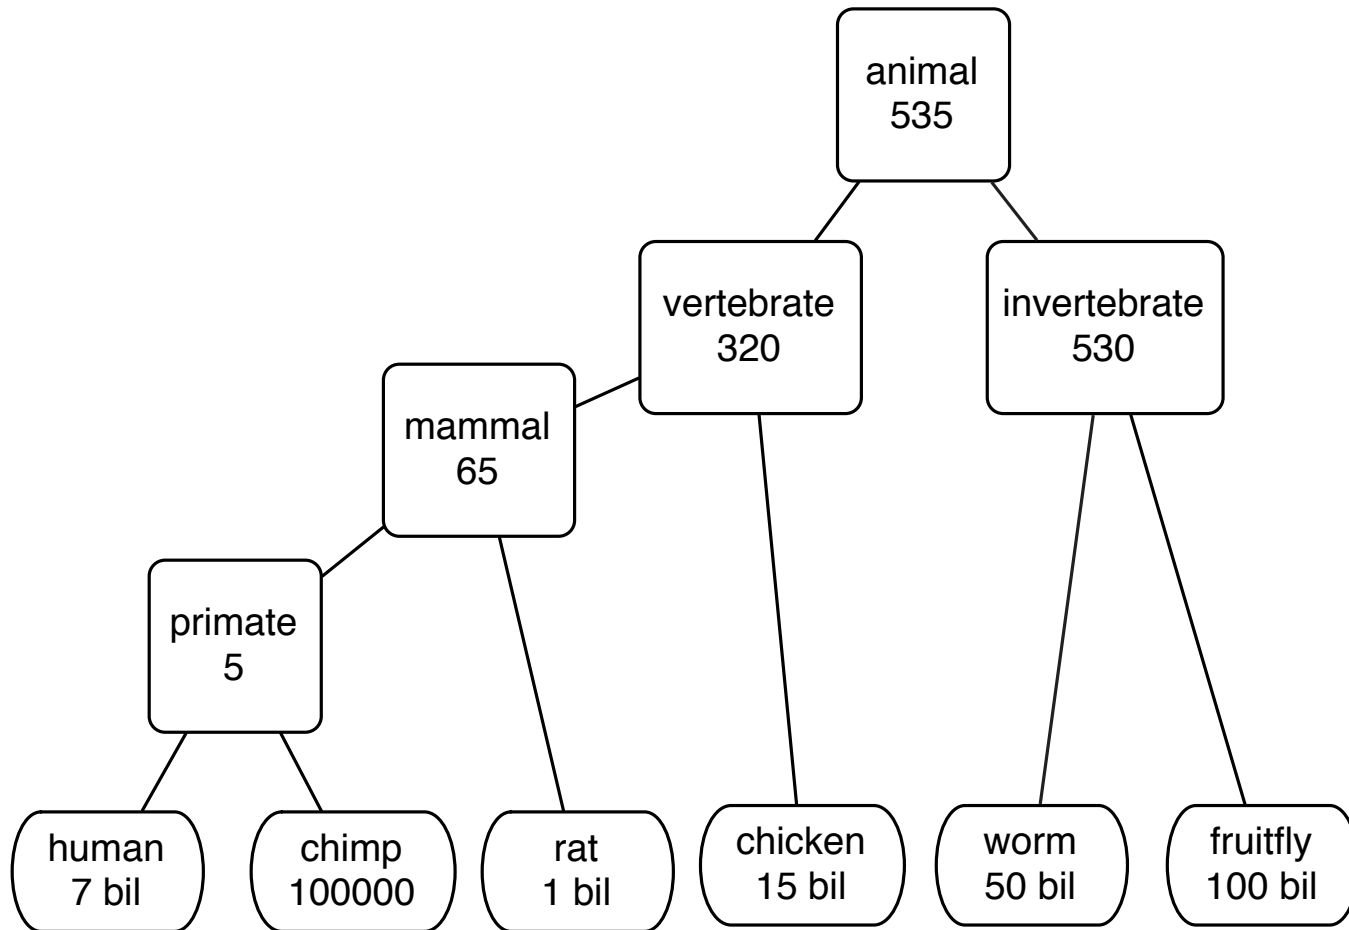 animal
535
vertebrate
320
invertebrate
530
mammal
65
primate
5
human
7 bil
chimp
100000
rat
1 bil
chicken
15 bil
worm
50 bil
fruitfly
100 bil